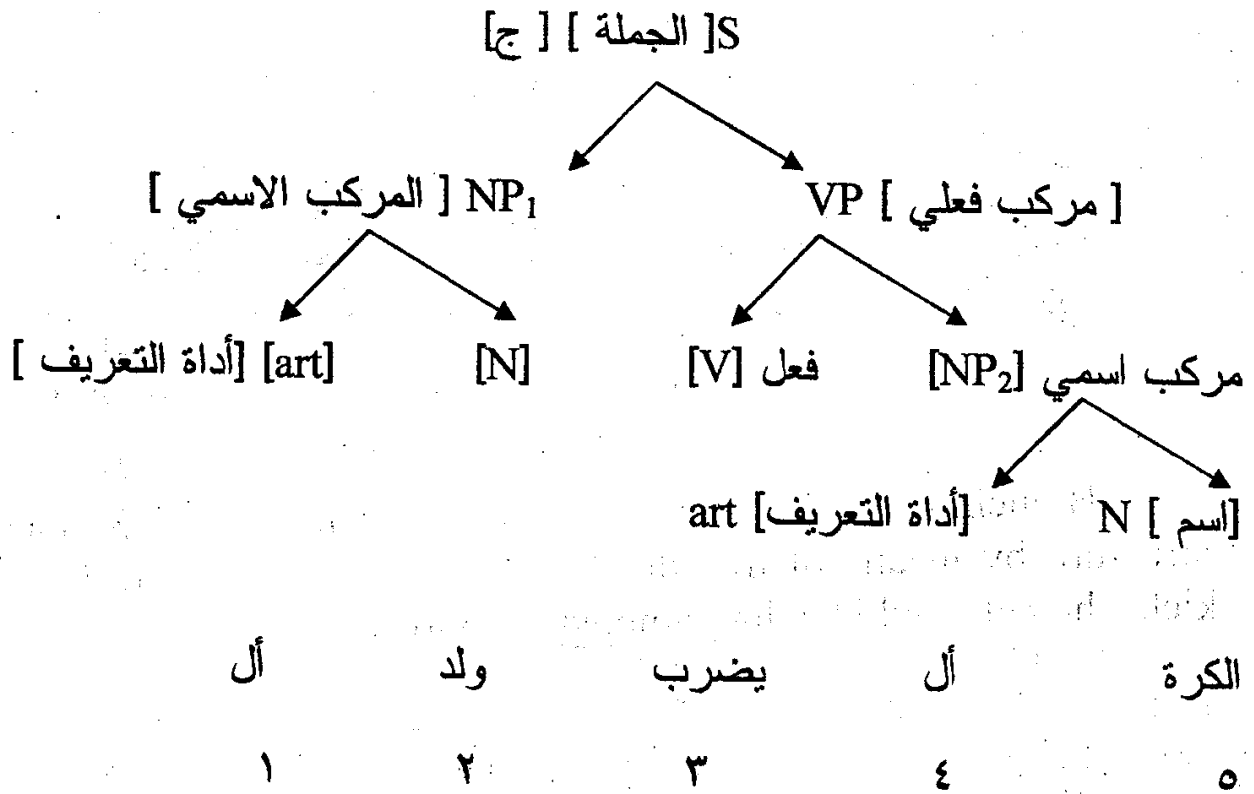 S[ الجملة ] [ ج]
NP₁ [ المركب الاسمي ]
VP [ مركب فعلي ]
[art] [أداة التعريف ]
[N]
فعل [V]
مركب اسمي [NP₂]
art [أداة التعريف]
N [ اسم]
أل ولد يضرب أل الكرة
١ ٢ ٣ ٤ ٥